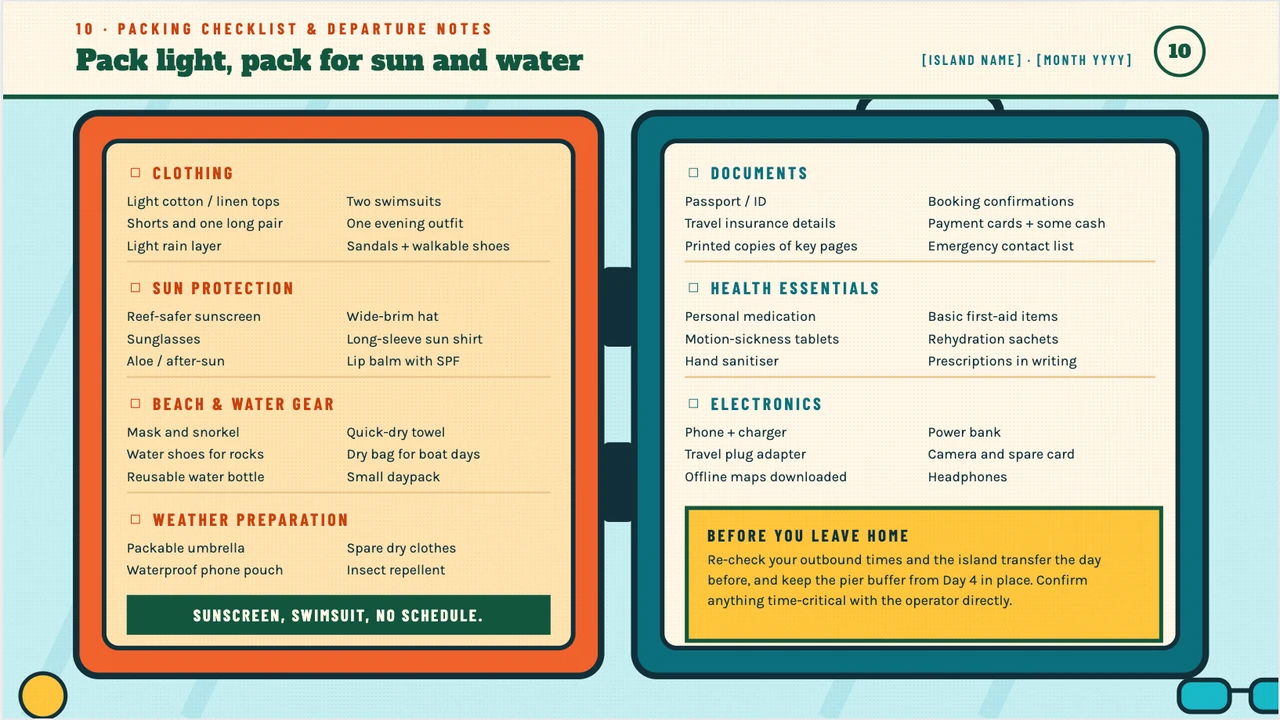 10 · PACKING CHECKLIST & DEPARTURE NOTES
Pack light, pack for sun and water
[ISLAND NAME] · [MONTH YYYY]
10
CLOTHING
Light cotton / linen tops
Two swimsuits
Shorts and one long pair
One evening outfit
Light rain layer
Sandals + walkable shoes
SUN PROTECTION
Reef-safer sunscreen
Wide-brim hat
Sunglasses
Long-sleeve sun shirt
Aloe / after-sun
Lip balm with SPF
BEACH & WATER GEAR
Mask and snorkel
Quick-dry towel
Water shoes for rocks
Dry bag for boat days
Reusable water bottle
Small daypack
WEATHER PREPARATION
Packable umbrella
Spare dry clothes
Waterproof phone pouch
Insect repellent
SUNSCREEN, SWIMSUIT, NO SCHEDULE.
DOCUMENTS
Passport / ID
Booking confirmations
Travel insurance details
Payment cards + some cash
Printed copies of key pages
Emergency contact list
HEALTH ESSENTIALS
Personal medication
Basic first-aid items
Motion-sickness tablets
Rehydration sachets
Hand sanitiser
Prescriptions in writing
ELECTRONICS
Phone + charger
Power bank
Travel plug adapter
Camera and spare card
Offline maps downloaded
Headphones
BEFORE YOU LEAVE HOME
Re-check your outbound times and the island transfer the day
before, and keep the pier buffer from Day 4 in place. Confirm
anything time-critical with the operator directly.